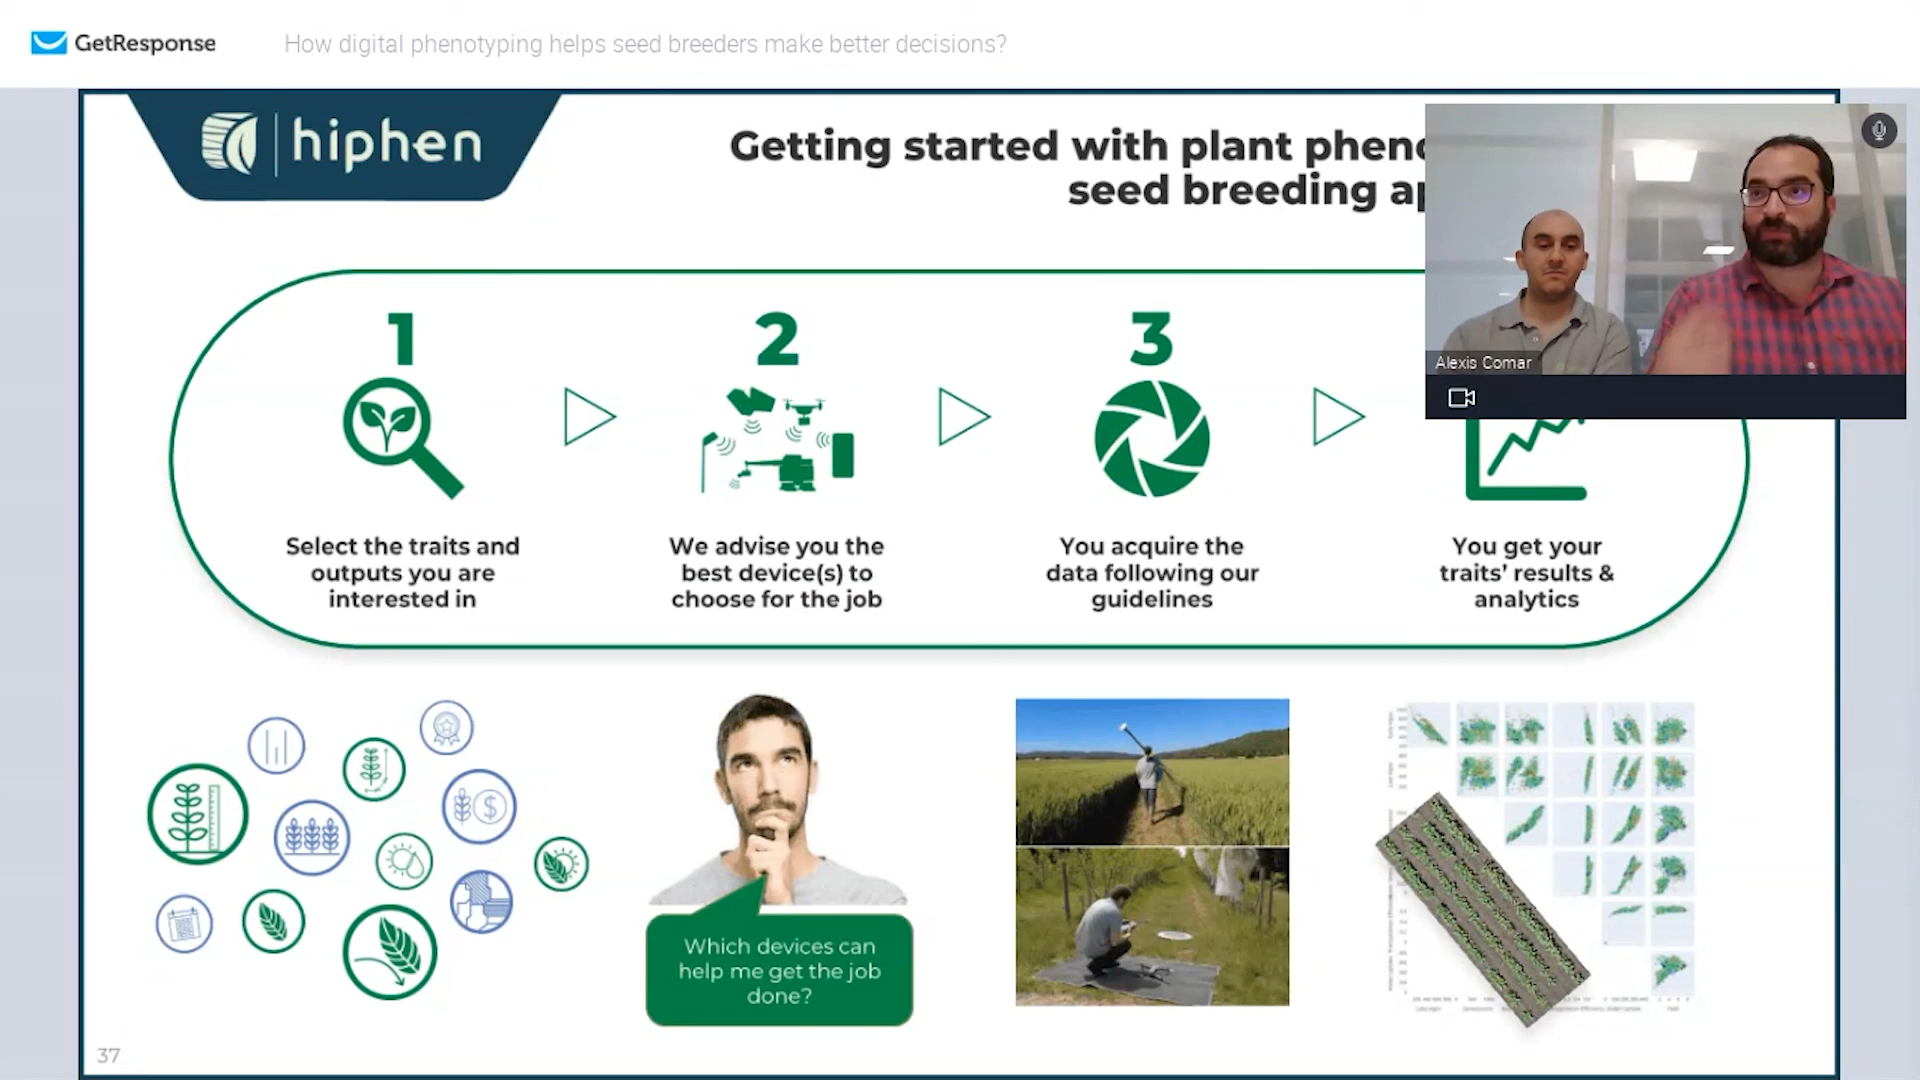 GetResponse
How digital phenotyping helps seed breeders make better decisions?
hiphen
Getting started with plant pheno
seed breeding ap
Alexis Comar
1
2
3
Select the traits and
outputs you are
interested in
We advise you the
best device(s) to
choose for the job
You acquire the
data following our
guidelines
You get your
traits' results &
analytics
$
Which devices can
help me get the job
done?
37